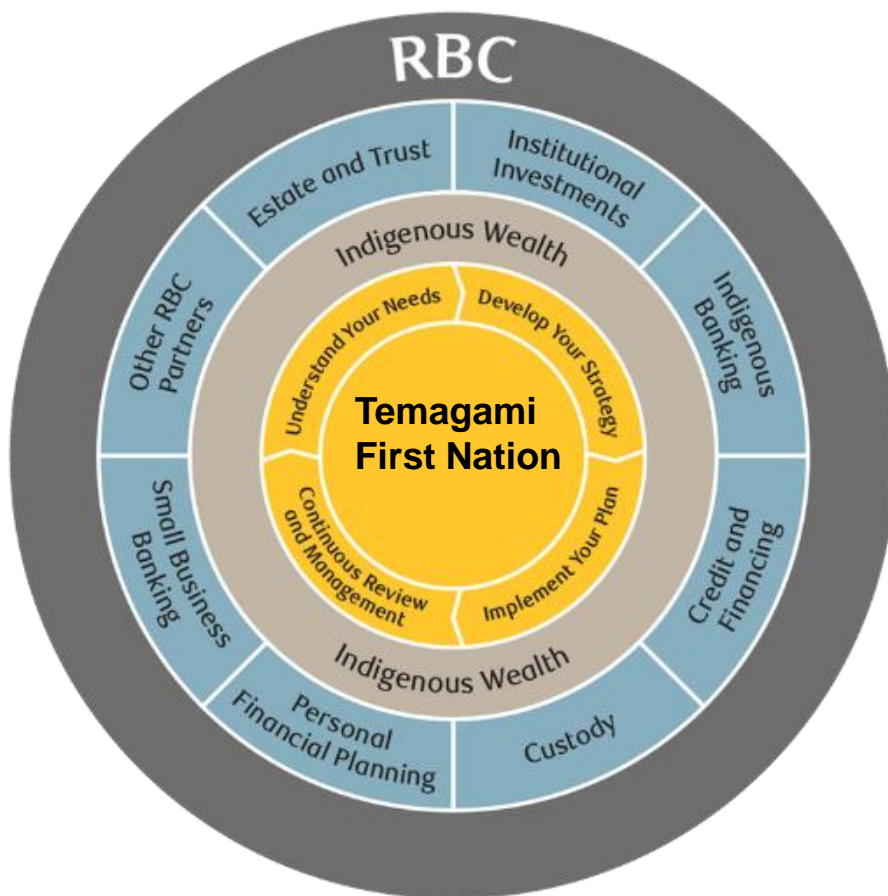 RBC
Estate and Trust
Institutional
Investments
Indigenous
Banking
Credit and
Financing
Custody
Personal
Financial Planning
Small Business
Banking
Other RBC
Partners
Indigenous Wealth
Understand Your Needs
Develop Your Strategy
Implement Your Plan
Continuous Review
and Management
Temagami
First Nation
Indigenous Wealth